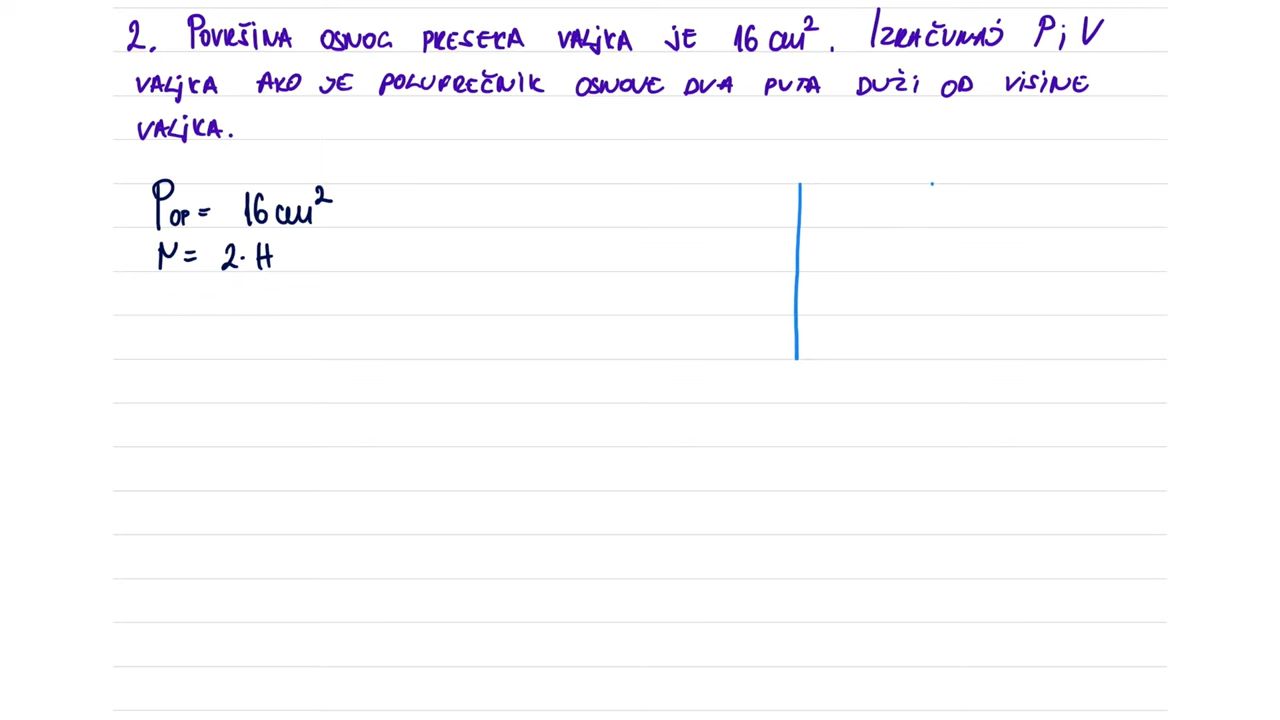 2. POVRŠINA OSNOG PRESEKA VALJKA JE 16 cm². IZRAČUNAJ P i V
VALJKA AKO JE POLUPREČNIK OSNOVE DVA PUTA DUŽI OD VISINE
VALJKA.
POP = 16 cm²
r = 2 · H